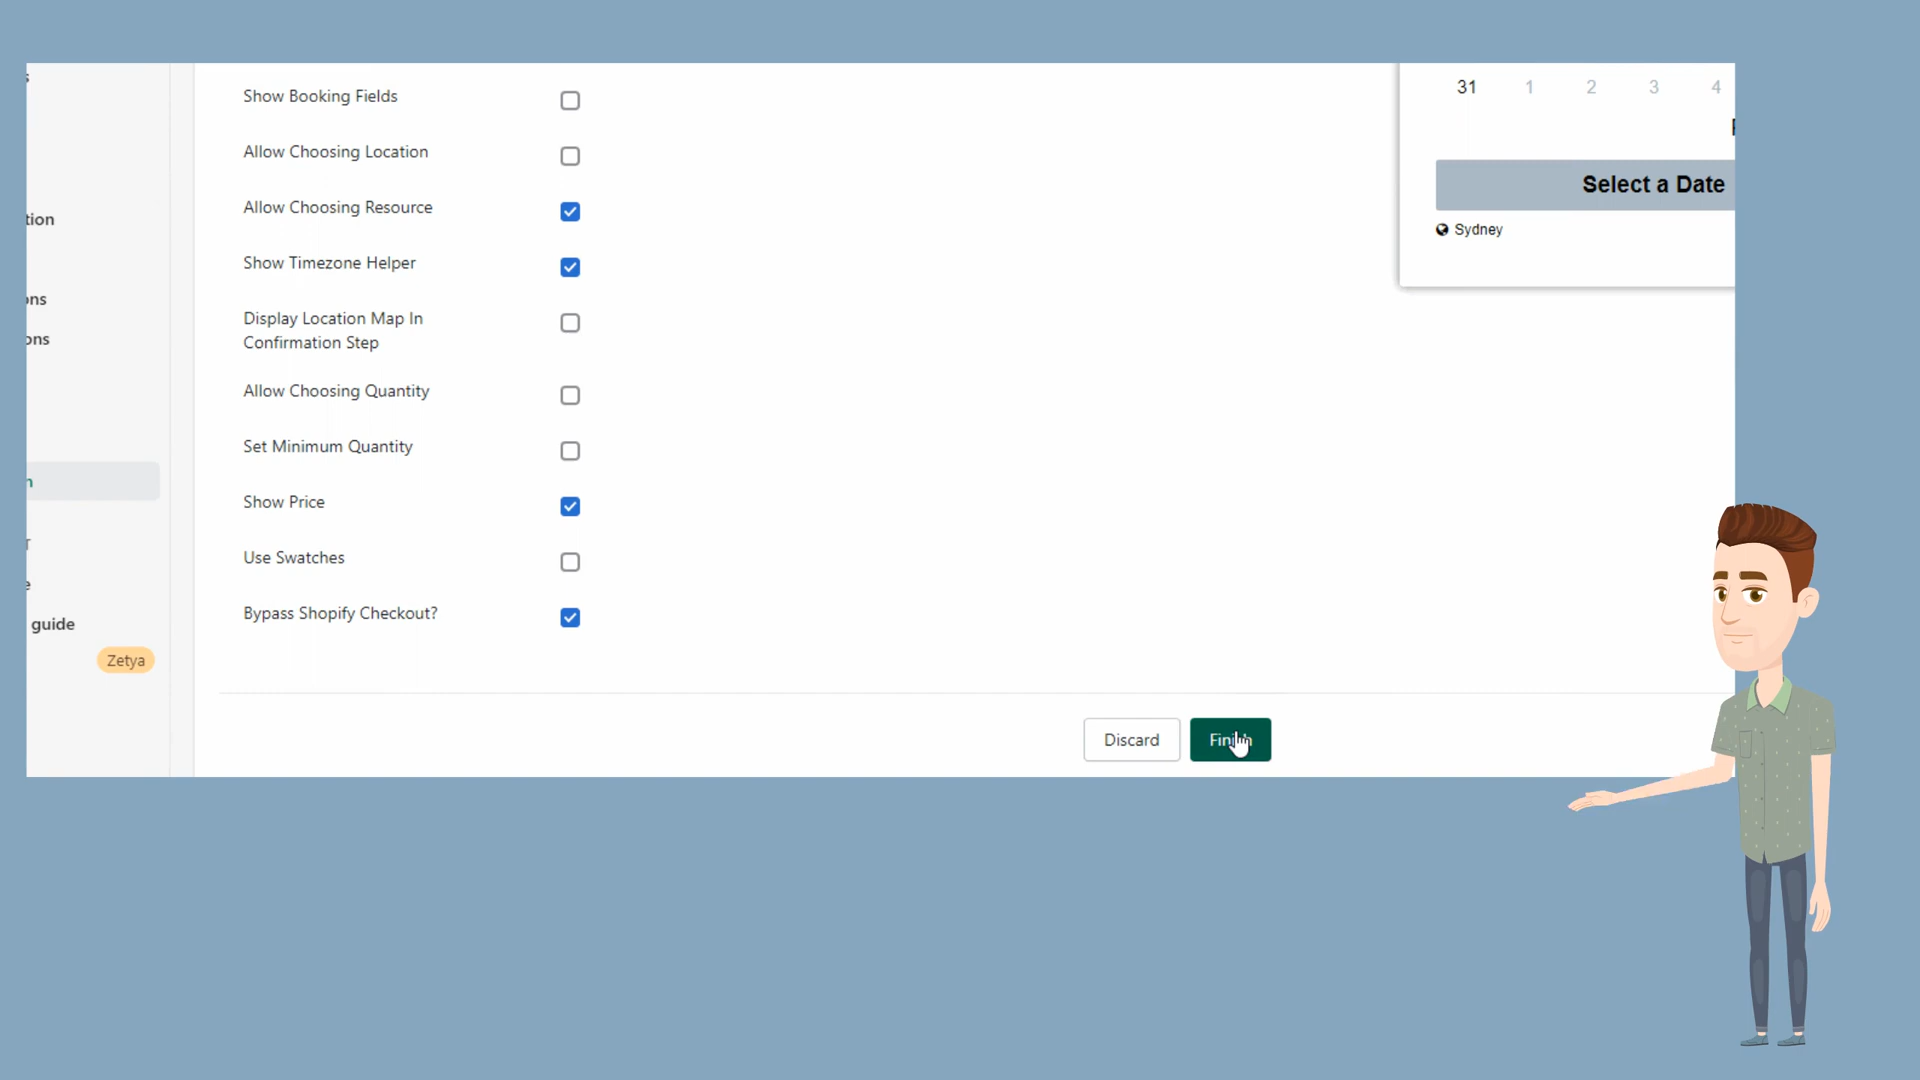 Show Booking Fields
Allow Choosing Location
Allow Choosing Resource
Show Timezone Helper
Display Location Map In
Confirmation Step
Allow Choosing Quantity
Set Minimum Quantity
Show Price
Use Swatches
Bypass Shopify Checkout?
Discard
Finish
31 1 2 3 4
Select a Date
Sydney
tion
ons
ons
guide
Zetya